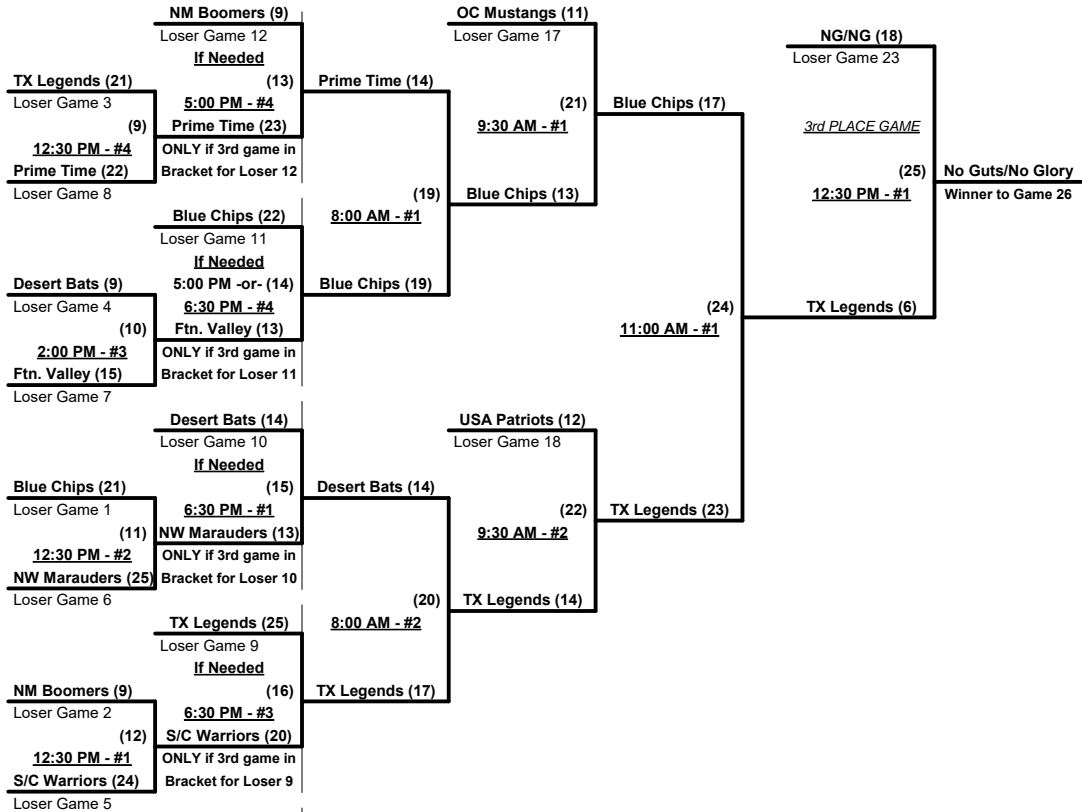 NM Boomers (9)
Loser Game 12
If Needed
(13)
5:00 PM - #4
TX Legends (21)
Loser Game 3
(9)
12:30 PM - #4
Prime Time (22)
Loser Game 8
Prime Time (23)
ONLY if 3rd game in
Bracket for Loser 12
Prime Time (14)
Blue Chips (22)
Loser Game 11
If Needed
5:00 PM -or- (14)
6:30 PM - #4
Desert Bats (9)
Loser Game 4
(10)
2:00 PM - #3
Ftn. Valley (15)
Loser Game 7
Ftn. Valley (13)
ONLY if 3rd game in
Bracket for Loser 11
Blue Chips (19)
(19)
8:00 AM - #1
OC Mustangs (11)
Loser Game 17
(21)
9:30 AM - #1
Blue Chips (13)
Blue Chips (17)
Desert Bats (14)
Loser Game 10
If Needed
(15)
6:30 PM - #1
Blue Chips (21)
Loser Game 1
(11)
12:30 PM - #2
NW Marauders (25)
Loser Game 6
NW Marauders (13)
ONLY if 3rd game in
Bracket for Loser 10
Desert Bats (14)
TX Legends (25)
Loser Game 9
If Needed
(16)
6:30 PM - #3
NM Boomers (9)
Loser Game 2
(12)
12:30 PM - #1
S/C Warriors (24)
Loser Game 5
S/C Warriors (20)
ONLY if 3rd game in
Bracket for Loser 9
TX Legends (17)
(20)
8:00 AM - #2
USA Patriots (12)
Loser Game 18
(22)
9:30 AM - #2
TX Legends (14)
TX Legends (23)
(24)
11:00 AM - #1
NG/NG (18)
Loser Game 23
3rd PLACE GAME
(25)
12:30 PM - #1
TX Legends (6)
No Guts/No Glory
Winner to Game 26